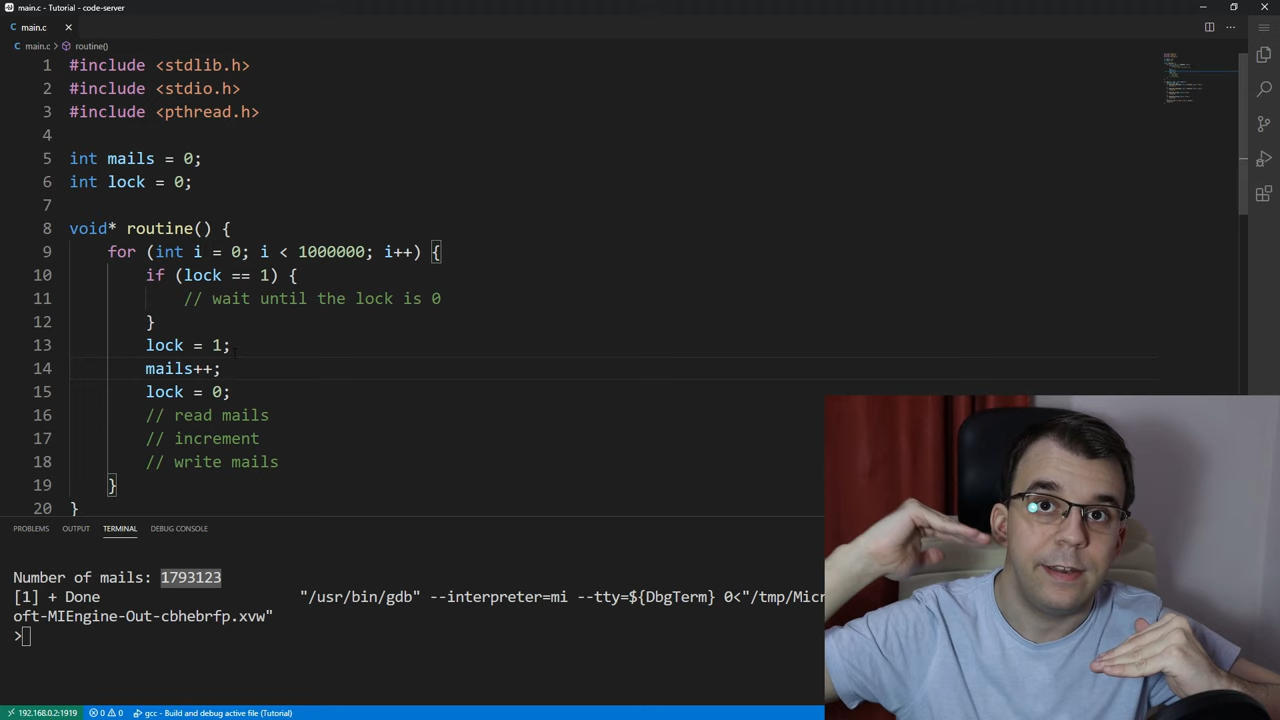 main.c - Tutorial - code-server
main.c
main.c > routine()
1 #include <stdlib.h>
2 #include <stdio.h>
3 #include <pthread.h>
4
5 int mails = 0;
6 int lock = 0;
7
8 void* routine() {
9 for (int i = 0; i < 1000000; i++) {
10 if (lock == 1) {
11 // wait until the lock is 0
12 }
13 lock = 1;
14 mails++;
15 lock = 0;
16 // read mails
17 // increment
18 // write mails
19 }
20 }
PROBLEMS OUTPUT TERMINAL DEBUG CONSOLE
Number of mails: 1793123
[1] + Done "/usr/bin/gdb" --interpreter=mi --tty=${DbgTerm} 0<"/tmp/Micr
oft-MIEngine-Out-cbhebrfp.xvw"
>
192.168.0.2:1919 0 0 gcc - Build and debug active file (Tutorial)